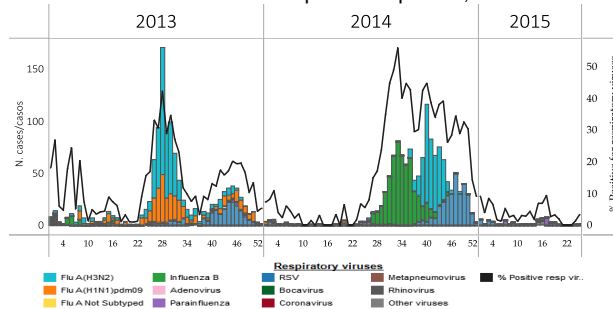 2013 2014 2015
N. cases/casos
150
100
50
0
50
40
30
20
10
0
4 10 16 22 28 34 40 46 52 4 10 16 22 28 34 40 46 52 4 10 16 22
Respiratory viruses
Flu A(H3N2) Influenza B RSV Metapneumovirus % Positive resp vir..
Flu A(H1N1)pdm09 Adenovirus Bocavirus Rhinovirus
Flu A Not Subtyped Parainfluenza Coronavirus Other viruses